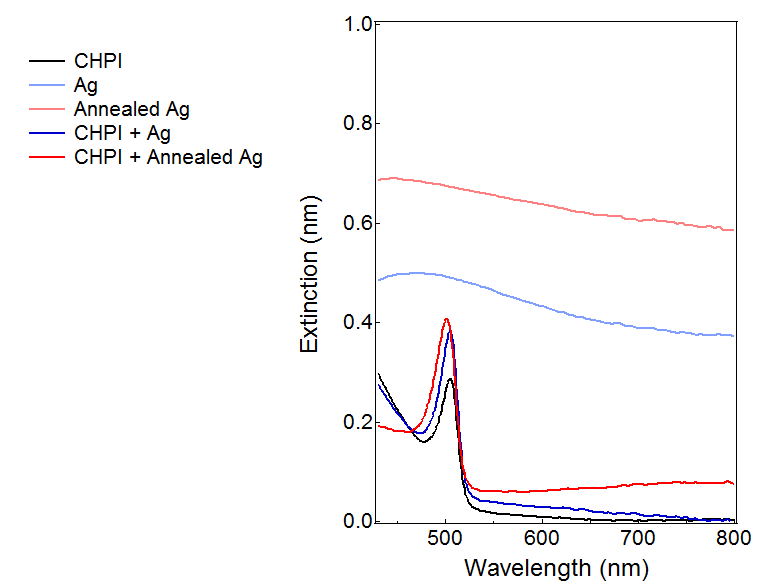 CHPI
Ag
Annealed Ag
CHPI + Ag
CHPI + Annealed Ag
1.0
0.8
0.6
0.4
0.2
0.0
Extinction (nm)
500
600
700
800
Wavelength (nm)